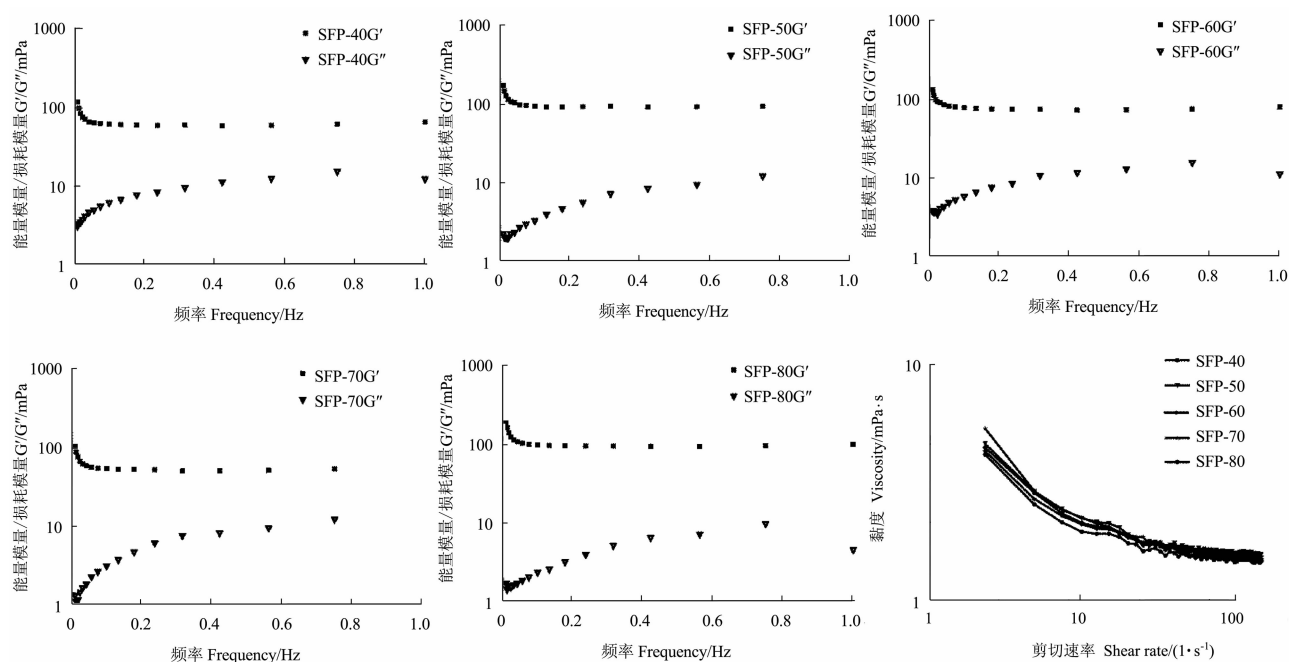 能量模量/损耗模量G′/G″/mPa
1000
100
10
1
SFP-40G′
SFP-40G″
0 0.2 0.4 0.6 0.8 1.0
频率 Frequency/Hz
能量模量/损耗模量G′/G″/mPa
1000
100
10
1
SFP-50G′
SFP-50G″
0 0.2 0.4 0.6 0.8 1.0
频率 Frequency/Hz
能量模量/损耗模量G′/G″/mPa
1000
100
10
1
SFP-60G′
SFP-60G″
0 0.2 0.4 0.6 0.8 1.0
频率 Frequency/Hz
能量模量/损耗模量G′/G″/mPa
1000
100
10
1
SFP-70G′
SFP-70G″
0 0.2 0.4 0.6 0.8 1.0
频率 Frequency/Hz
能量模量/损耗模量G′/G″/mPa
1000
100
10
1
SFP-80G′
SFP-80G″
0 0.2 0.4 0.6 0.8 1.0
频率 Frequency/Hz
黏度 Viscosity/mPa·s
10
1
SFP-40
SFP-50
SFP-60
SFP-70
SFP-80
1 10 100
剪切速率 Shear rate/(1·s⁻¹)